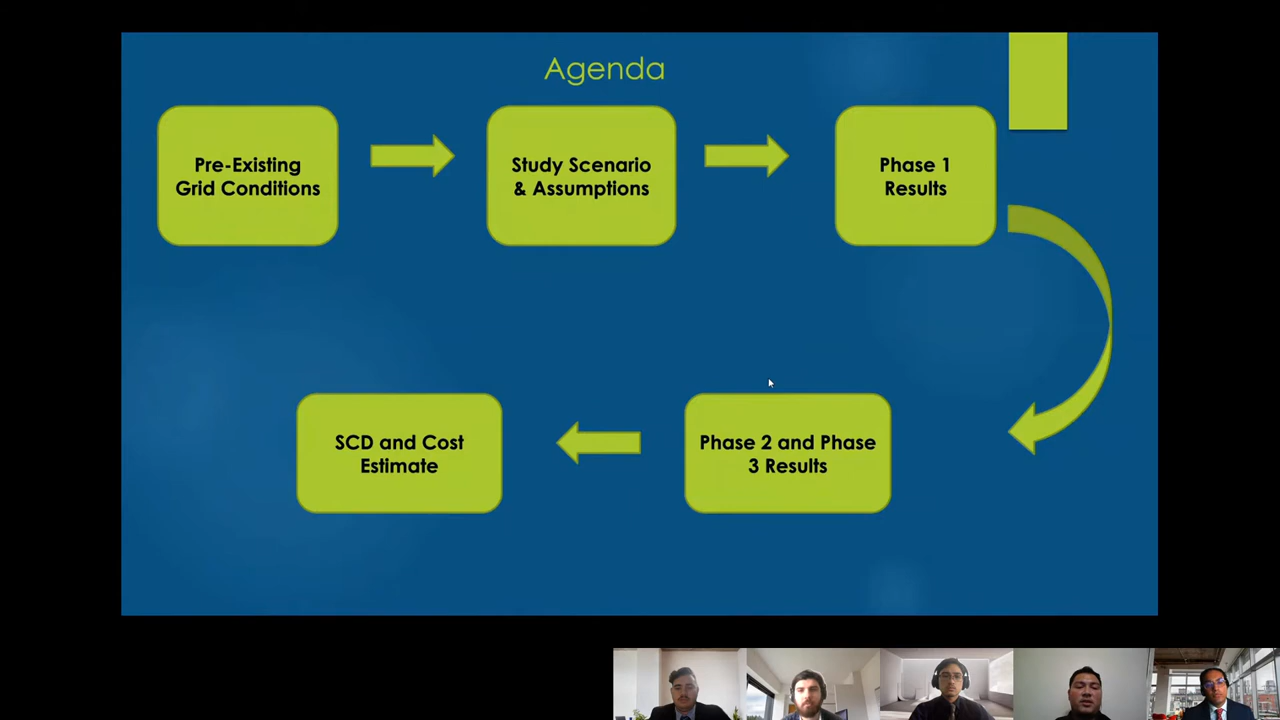 Agenda
Pre-Existing
Grid Conditions
Study Scenario
& Assumptions
Phase 1
Results
Phase 2 and Phase
3 Results
SCD and Cost
Estimate